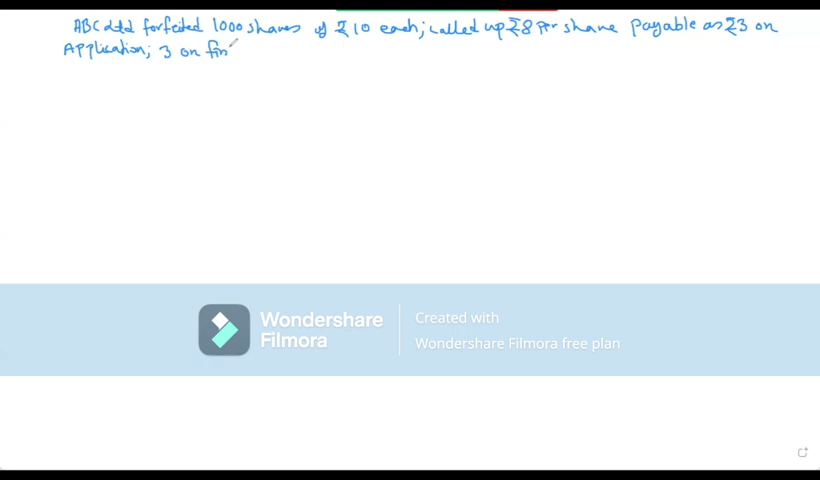 ABC Ltd forfeited 1000 shares of ₹10 each; called up ₹8 Per share Payable as ₹3 on
Application; 3 on fin
Wondershare
Filmora
Created with
Wondershare Filmora free plan